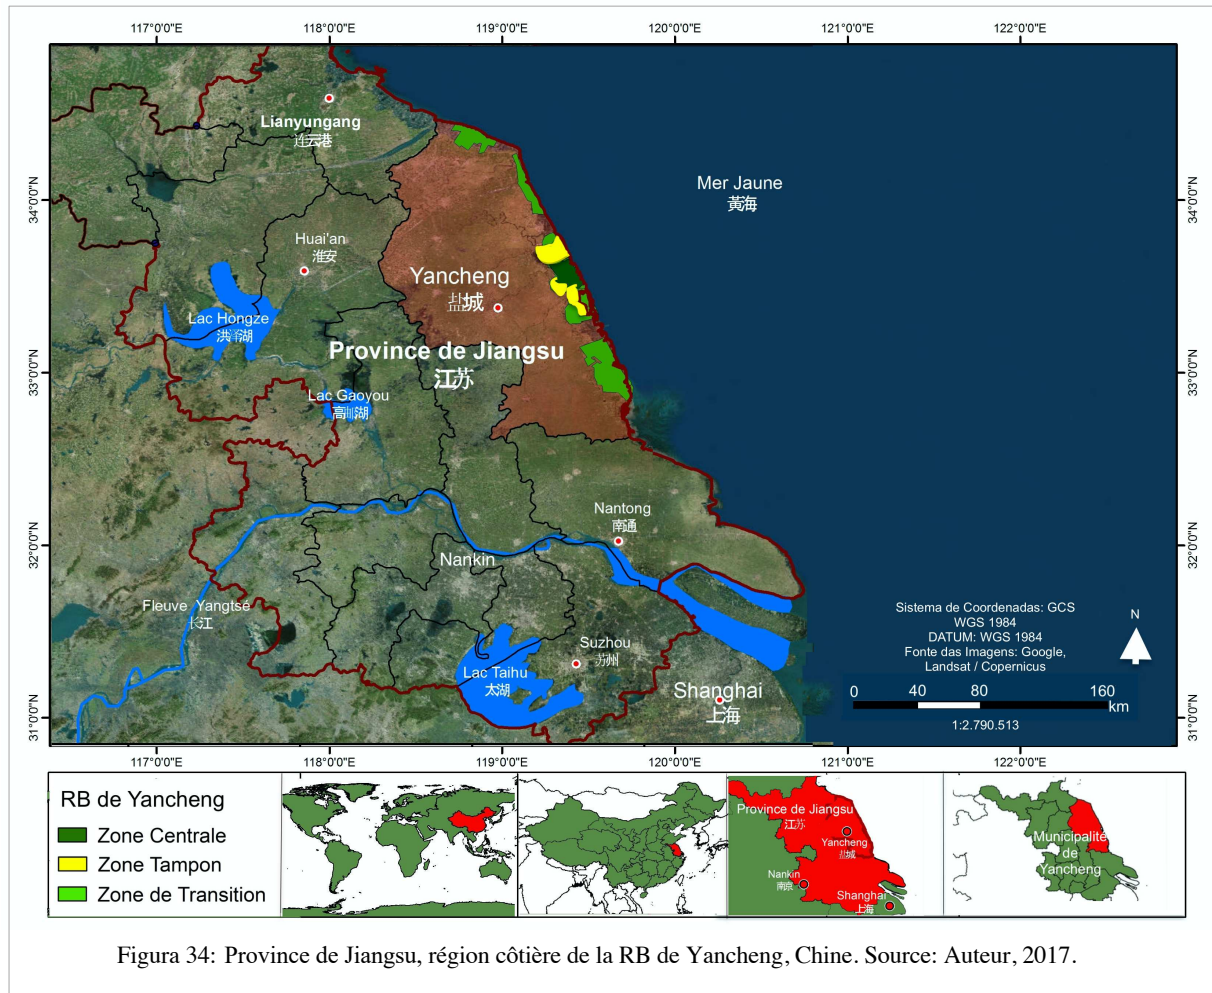 117°0'0"E
118°0'0"E
119°0'0"E
120°0'0"E
121°0'0"E
122°0'0"E
34°0'0"N
33°0'0"N
32°0'0"N
31°0'0"N
34°0'0"N
33°0'0"N
32°0'0"N
31°0'0"N
Lianyungang
连云港
Mer Jaune
黃海
Huai'an
淮安
Yancheng
盐城
Lac Hongze
洪泽湖
Province de Jiangsu
江苏
Lac Gaoyou
高邮湖
Nantong
南通
Nankin
Fleuve Yangtsé
长江
Suzhou
苏州
Lac Taihu
太湖
Shanghai
上海
Sistema de Coordenadas: GCS
WGS 1984
DATUM: WGS 1984
Fonte das Imagens: Google,
Landsat / Copernicus
N
0 40 80 160
km
1:2.790.513
117°0'0"E
118°0'0"E
119°0'0"E
120°0'0"E
121°0'0"E
122°0'0"E
RB de Yancheng
Zone Centrale
Zone Tampon
Zone de Transition
Province de Jiangsu
江苏
Yancheng
盐城
Nankin
南京
Shanghai
上海
Municipalité
de
Yancheng
Figura 34: Province de Jiangsu, région côtière de la RB de Yancheng, Chine. Source: Auteur, 2017.